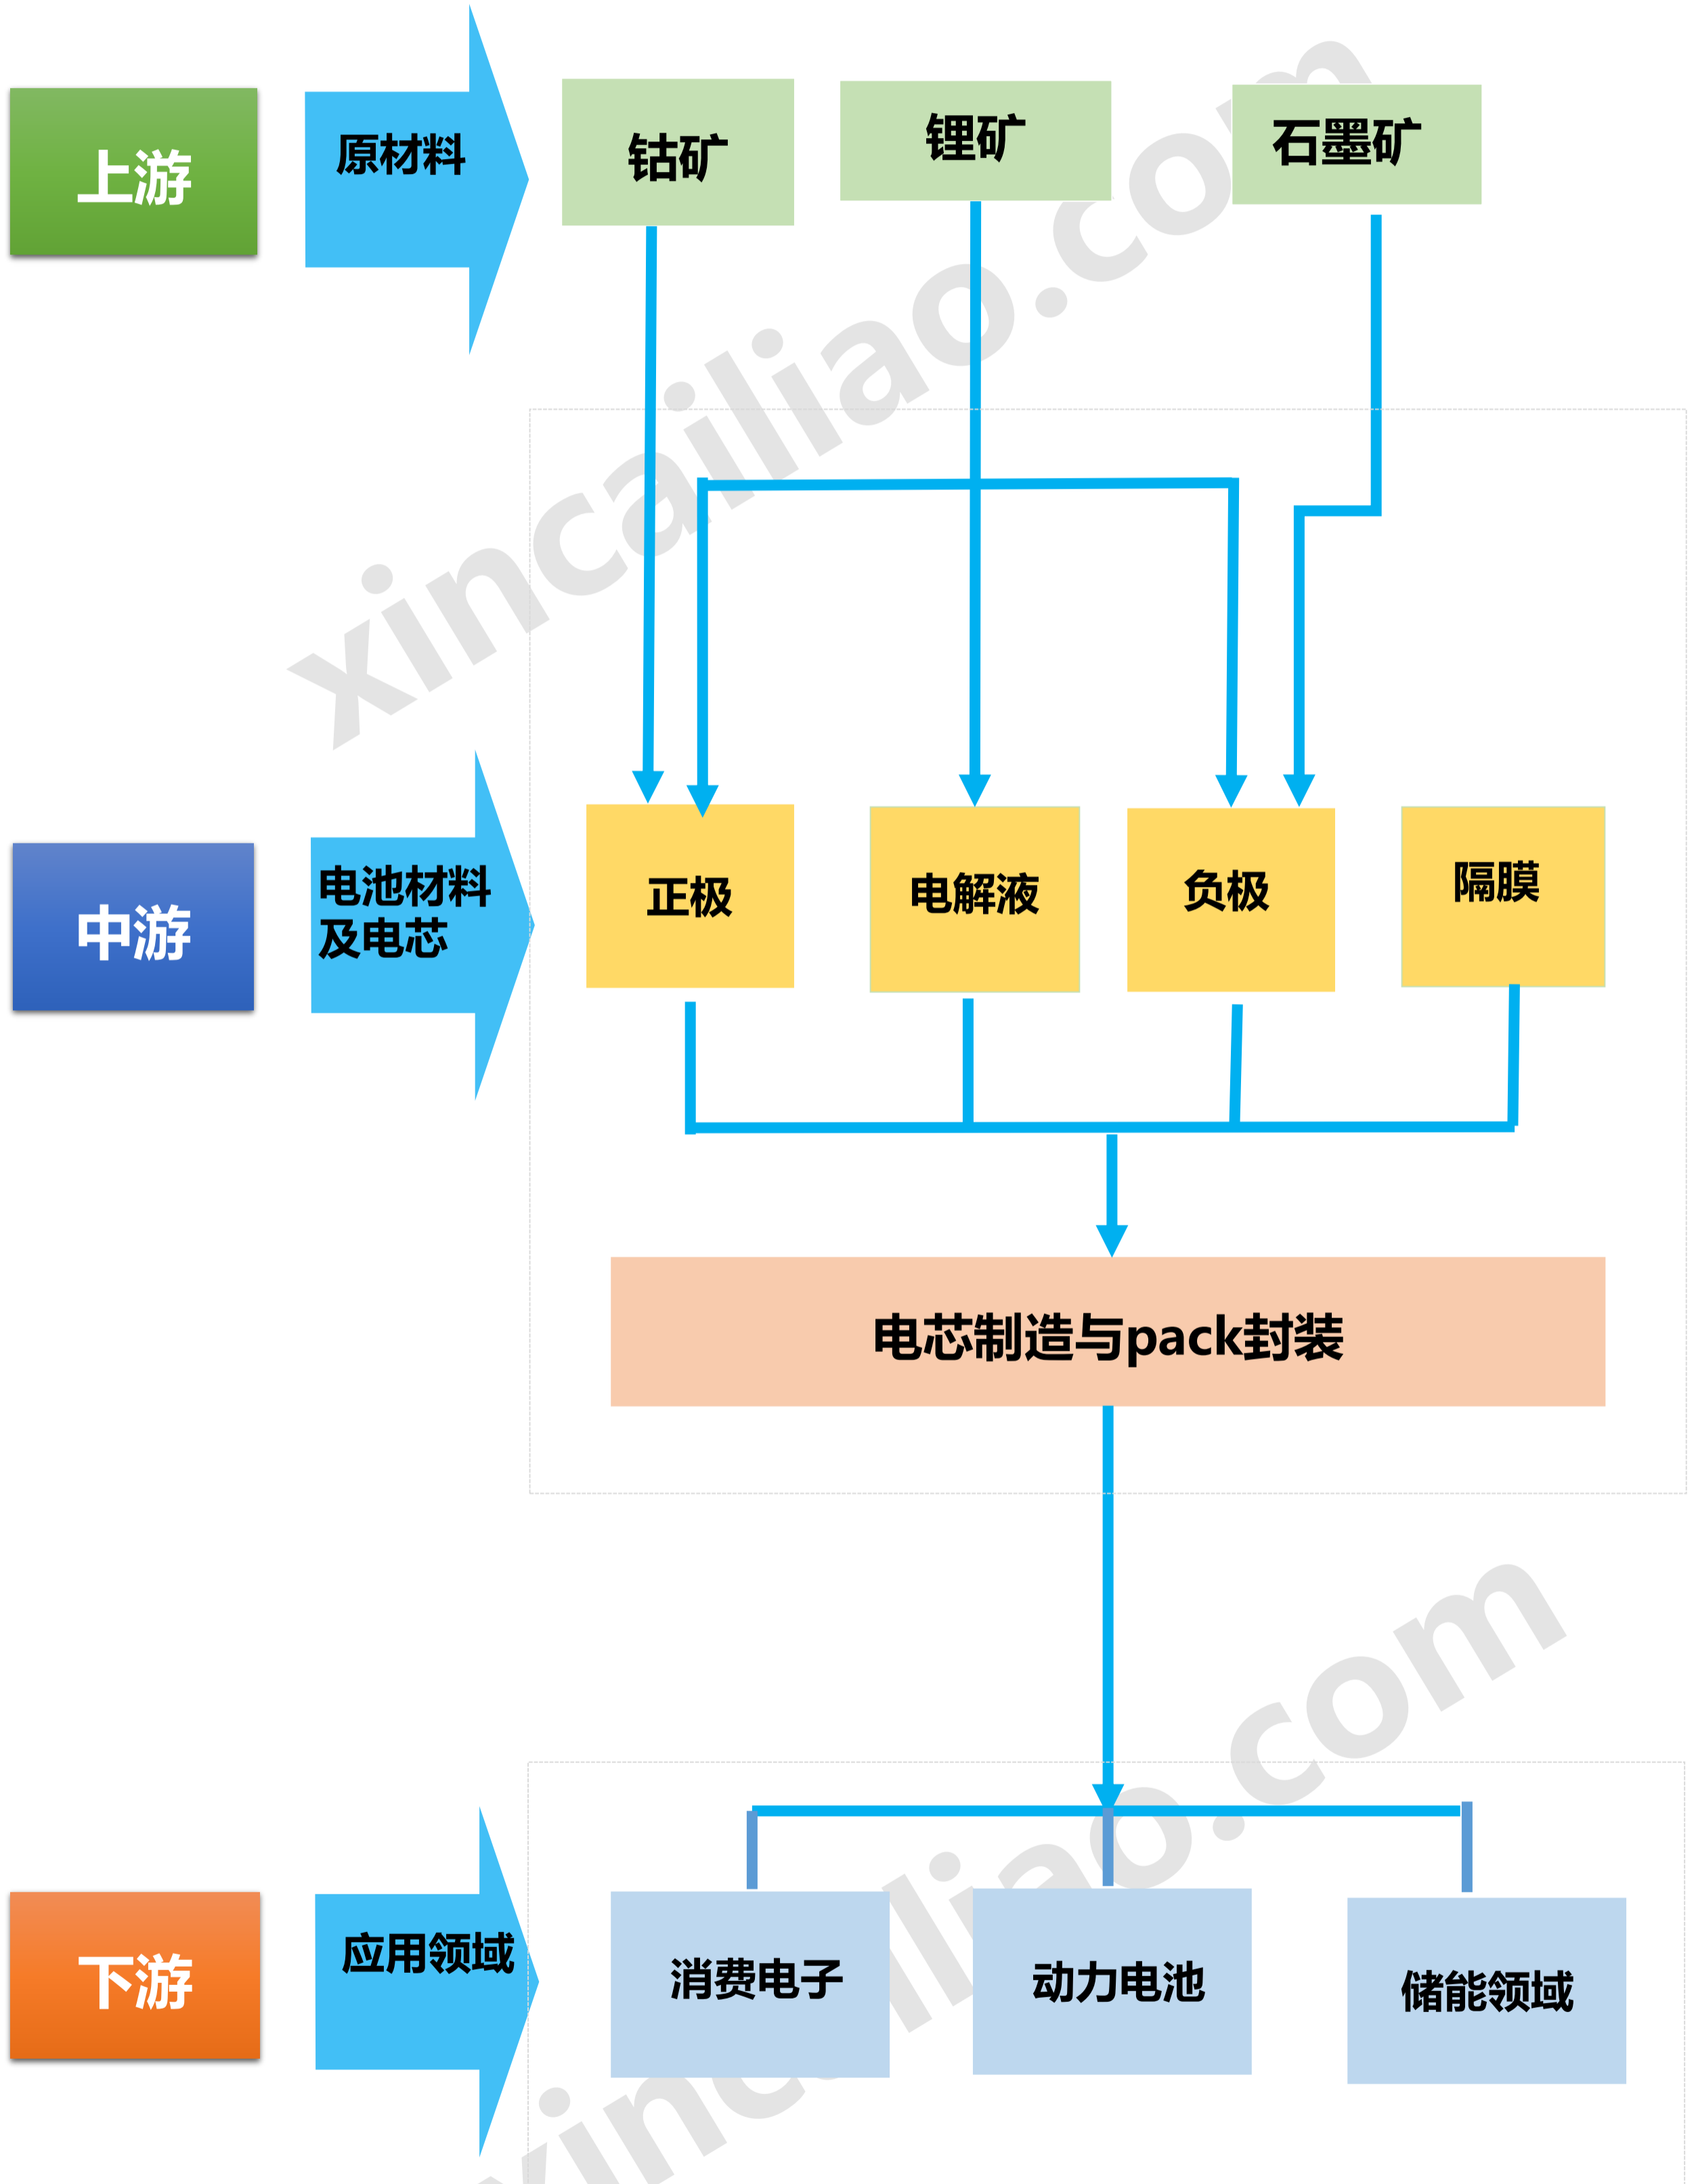 上游
原材料
钴矿
锂矿
石墨矿
xincailiao.com
中游
电池材料
及电芯
正极
电解液
负极
隔膜
电芯制造与pack封装
下游
应用领域
消费电子
动力电池
储能领域
xincailiao.com